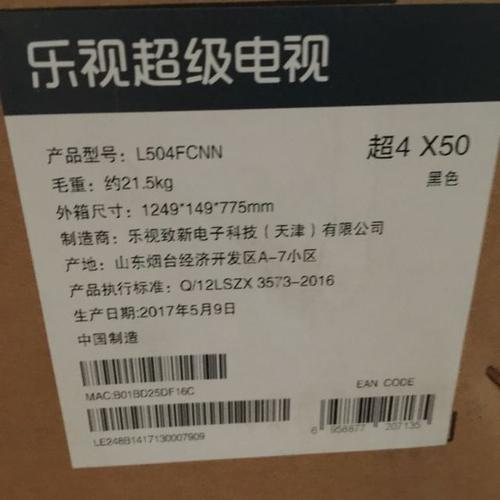 乐视超级电视
产品型号：L504FCNN
超4 X50
毛重：约21.5kg
黑色
外箱尺寸：1249*149*775mm
制造商：乐视致新电子科技（天津）有限公司
产地：山东烟台经济开发区A-7小区
产品执行标准：Q/12LSZX 3573-2016
生产日期:2017年5月9日
中国制造
MAC:B01BD25DF16C
EAN CODE
LE248B1417130007909
6 958877 207135